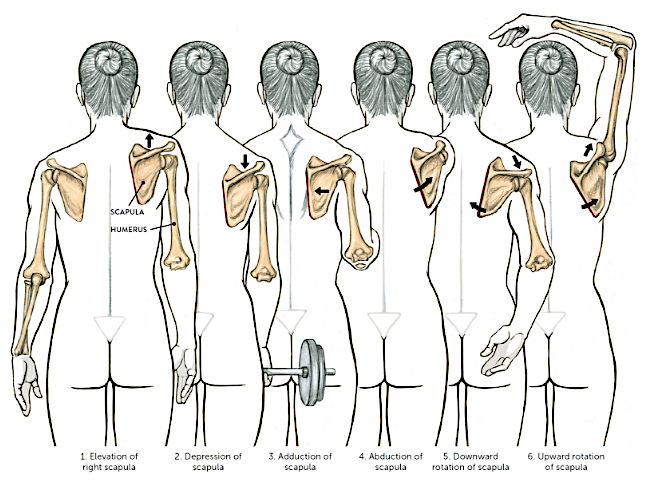 SCAPULA
HUMERUS
1. Elevation of
right scapula
2. Depression of
scapula
3. Adduction of
scapula
4. Abduction of
scapula
5. Downward
rotation of scapula
6. Upward rotation
of scapula